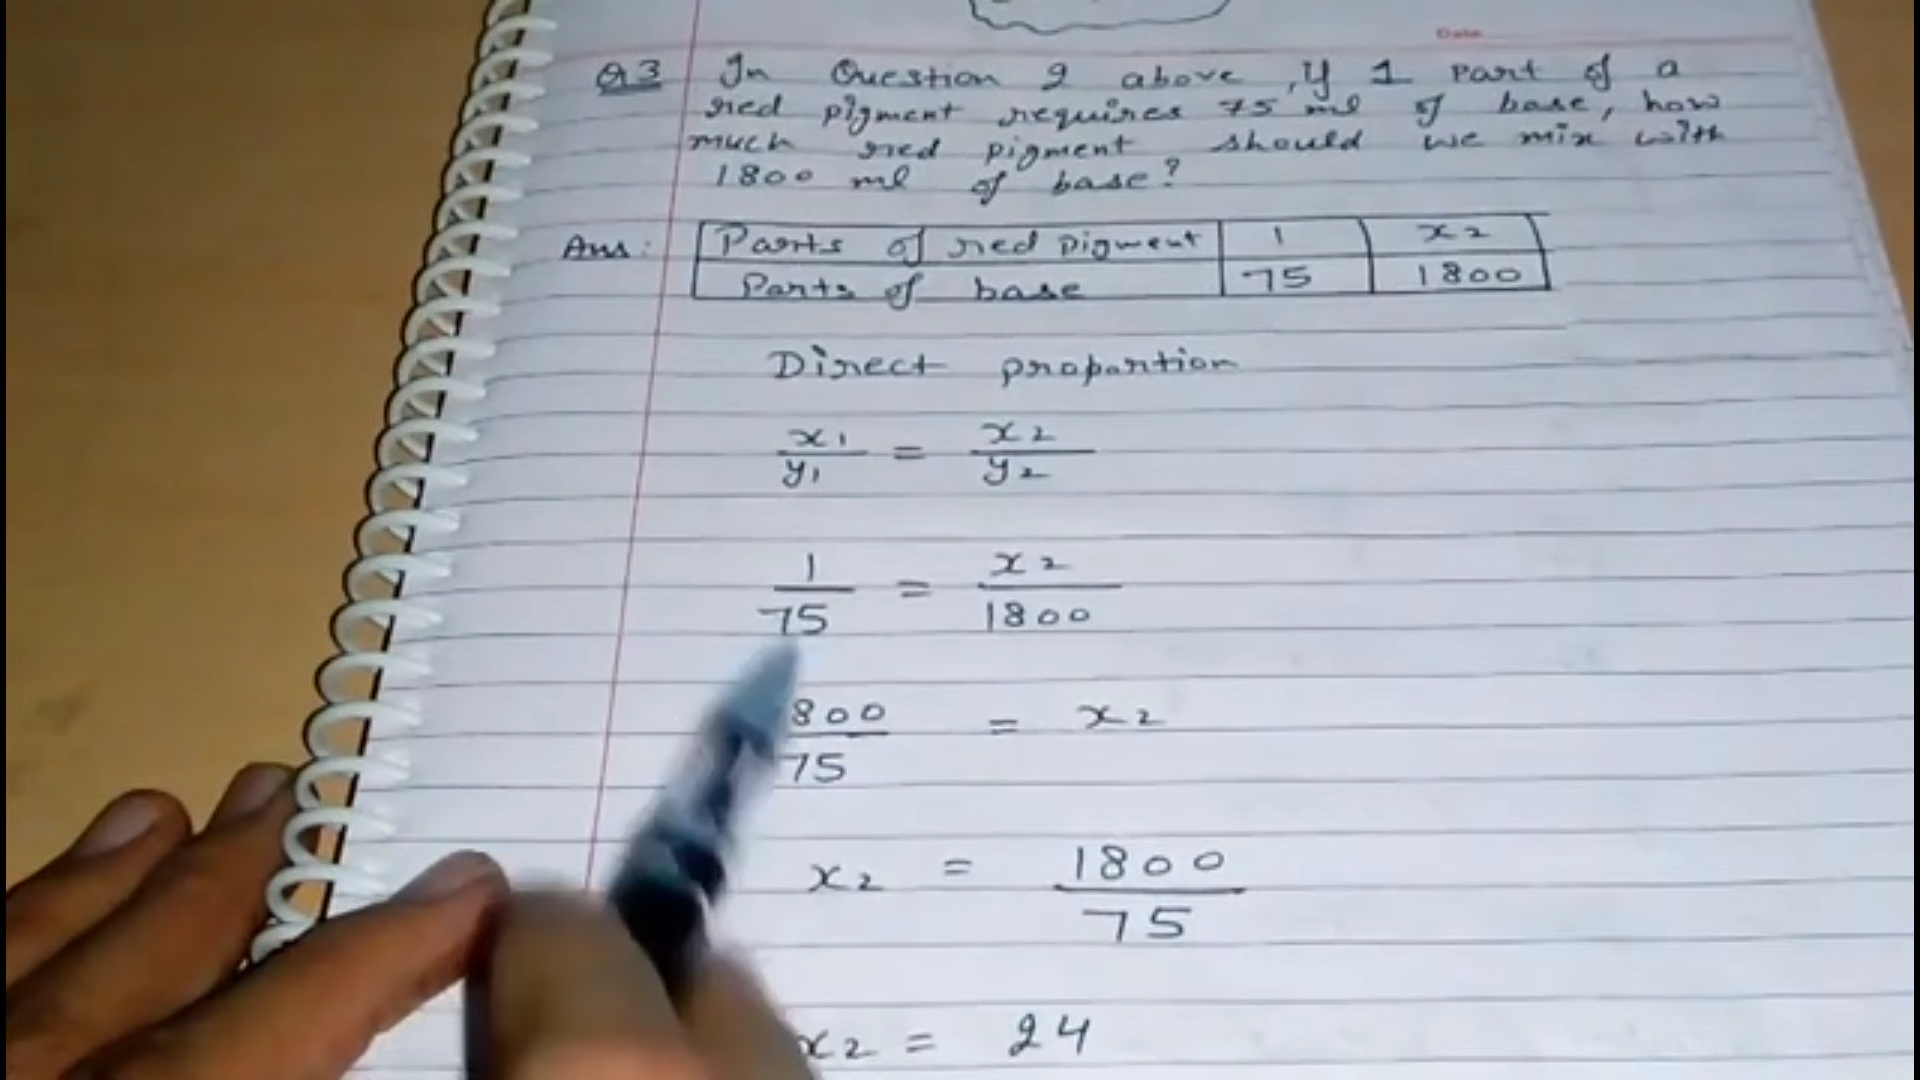 Date
Q3 In Question 2 above, if 1 part of a
red pigment requires 75 ml of base, how
much red pigment should we mix with
1800 ml of base?
Ans: Parts of red pigment 1 x2
Parts of base 75 1800
Direct proportion
x1/y1 = x2/y2
1/75 = x2/1800
800/75 = x2
x2 = 1800/75
x2 = 24